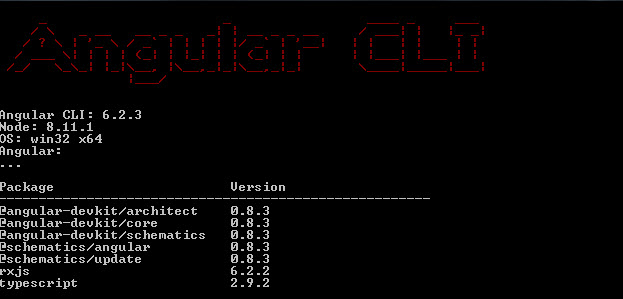 Angular CLI
Angular CLI: 6.2.3
Node: 8.11.1
OS: win32 x64
Angular:
...
Package Version
------------------------------------------------------
@angular-devkit/architect 0.8.3
@angular-devkit/core 0.8.3
@angular-devkit/schematics 0.8.3
@schematics/angular 0.8.3
@schematics/update 0.8.3
rxjs 6.2.2
typescript 2.9.2